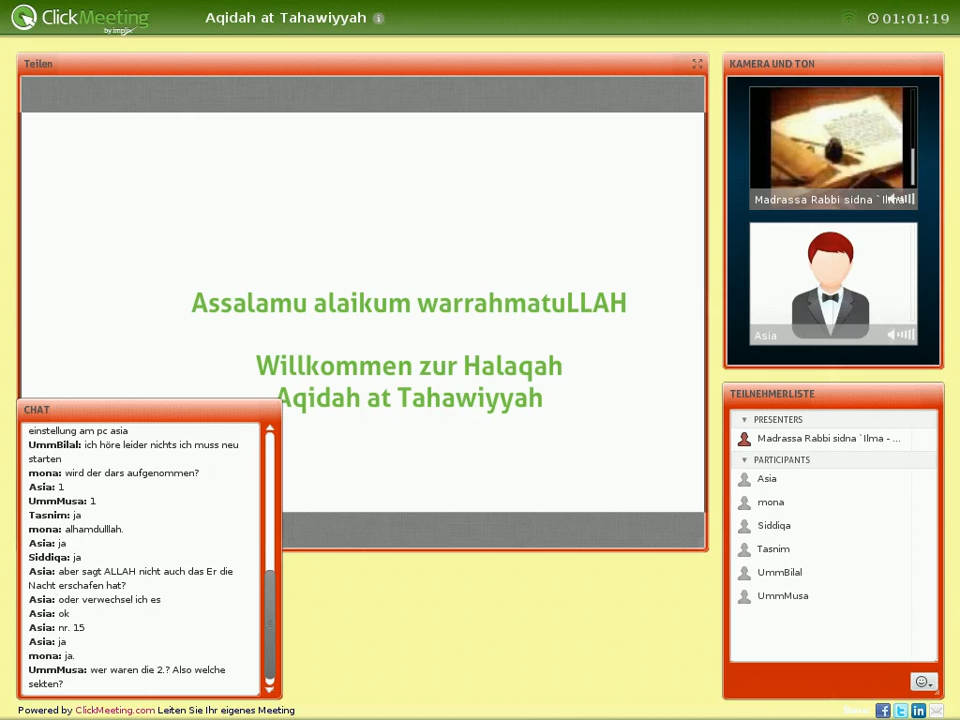 ClickMeeting
by implix
Aqidah at Tahawiyyah
01:01:19
Teilen
Assalamu alaikum warrahmatuLLAH
Willkommen zur Halaqah
Aqidah at Tahawiyyah
KAMERA UND TON
Madrassa Rabbi sidna `Ilma
Asia
CHAT
einstellung am pc asia
UmmBilal: ich höre leider nichts ich muss neu
starten
mona: wird der dars aufgenommen?
Asia: 1
UmmMusa: 1
Tasnim: ja
mona: alhamdulllah.
Asia: ja
Siddiqa: ja
Asia: aber sagt ALLAH nicht auch das Er die
Nacht erschafen hat?
Asia: oder verwechsel ich es
Asia: ok
Asia: nr. 15
Asia: ja
mona: ja.
UmmMusa: wer waren die 2.? Also welche
sekten?
TEILNEHMERLISTE
PRESENTERS
Madrassa Rabbi sidna `Ilma - ...
PARTICIPANTS
Asia
mona
Siddiqa
Tasnim
UmmBilal
UmmMusa
Powered by ClickMeeting.com Leiten Sie Ihr eigenes Meeting